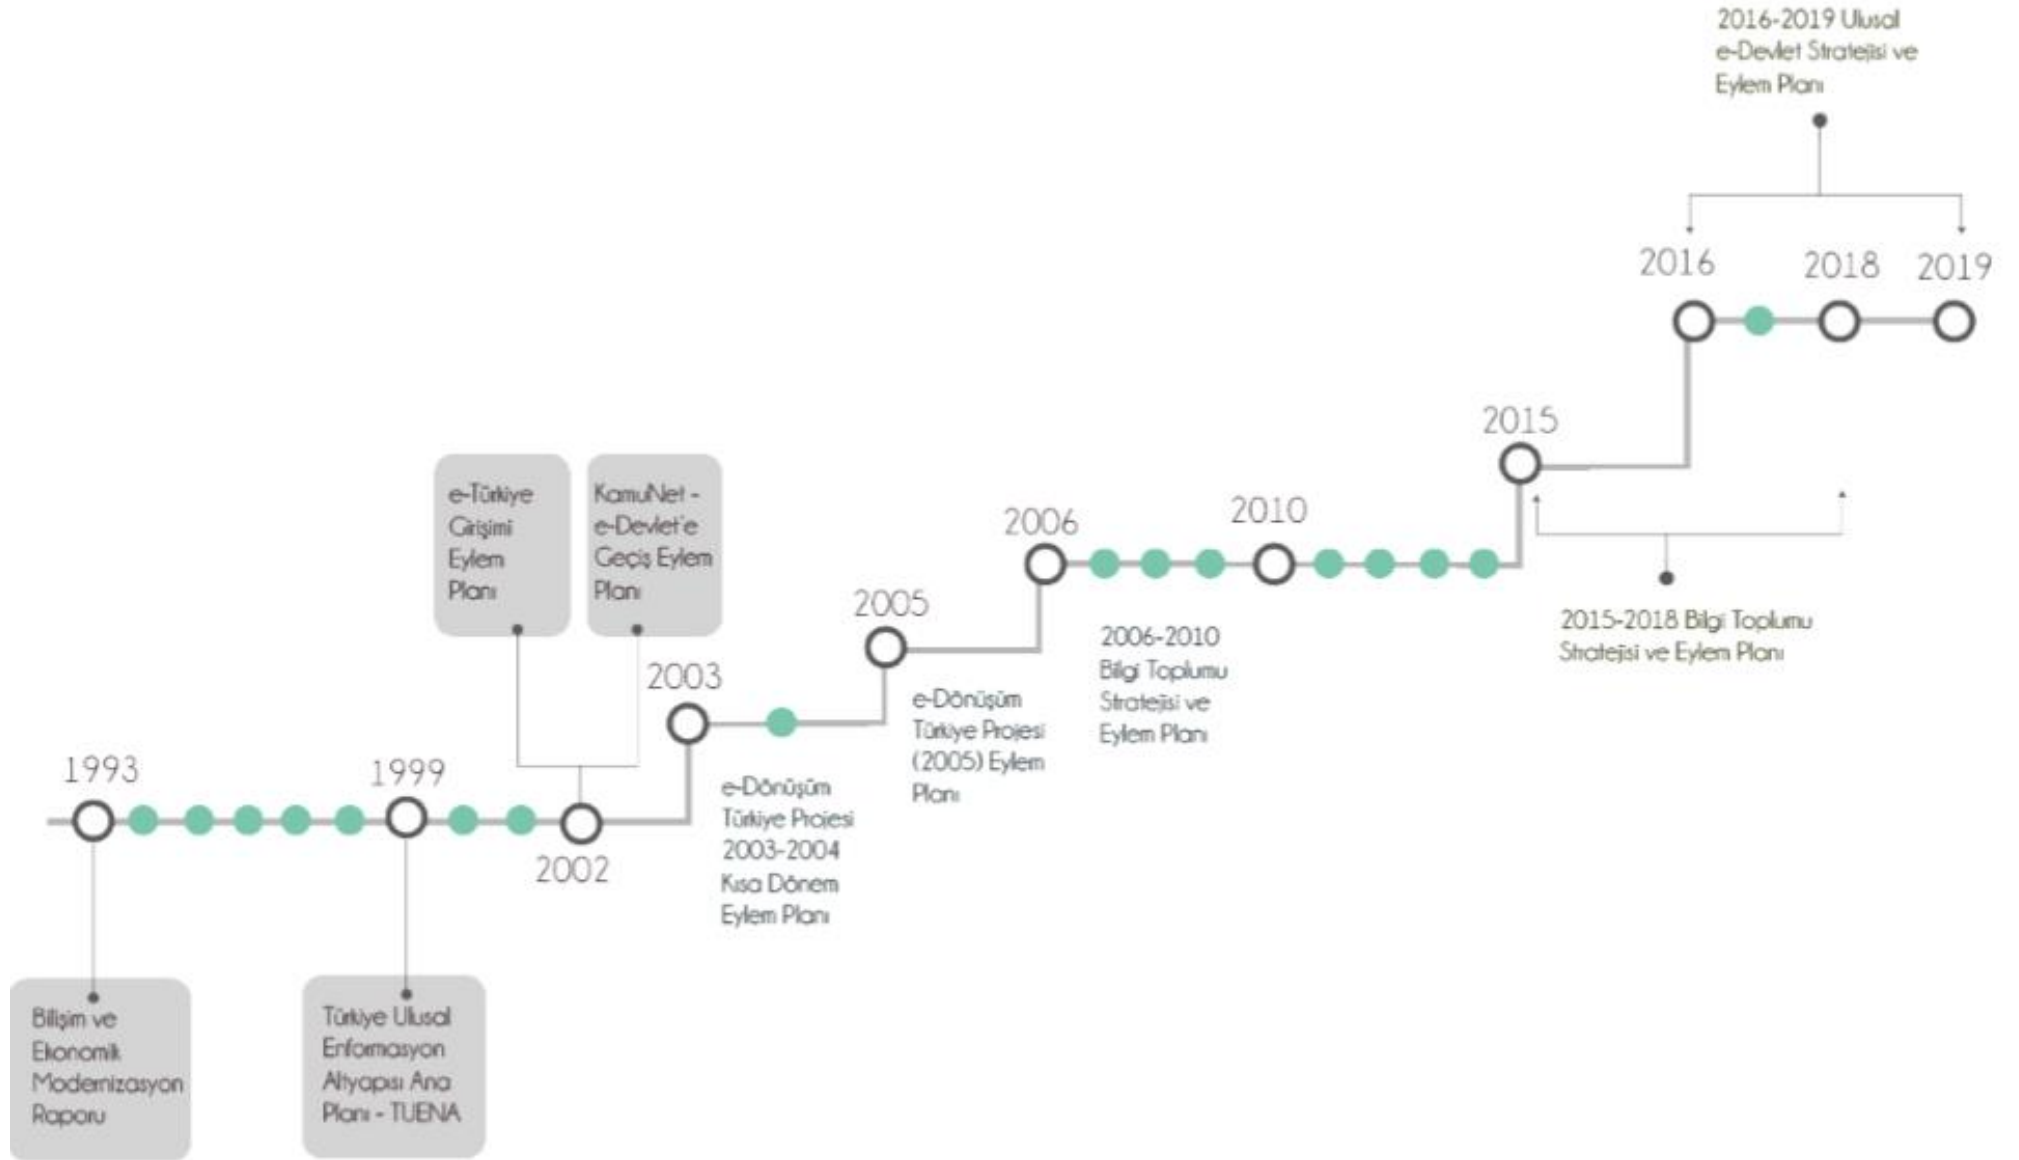 2016-2019 Ulusal
e-Devlet Stratejisi ve
Eylem Planı
2016
2018
2019
2015
2015-2018 Bilgi Toplumu
Stratejisi ve Eylem Planı
2006
2010
2006-2010
Bilgi Toplumu
Stratejisi ve
Eylem Planı
2005
e-Dönüşüm
Türkiye Projesi
(2005) Eylem
Planı
e-Türkiye
Girişimi
Eylem
Planı
KamuNet -
e-Devlet'e
Geçiş Eylem
Planı
2003
e-Dönüşüm
Türkiye Projesi
2003-2004
Kısa Dönem
Eylem Planı
1993
1999
2002
Bilişim ve
Ekonomik
Modernizasyon
Raporu
Türkiye Ulusal
Enformasyon
Altyapısı Ana
Planı - TUENA